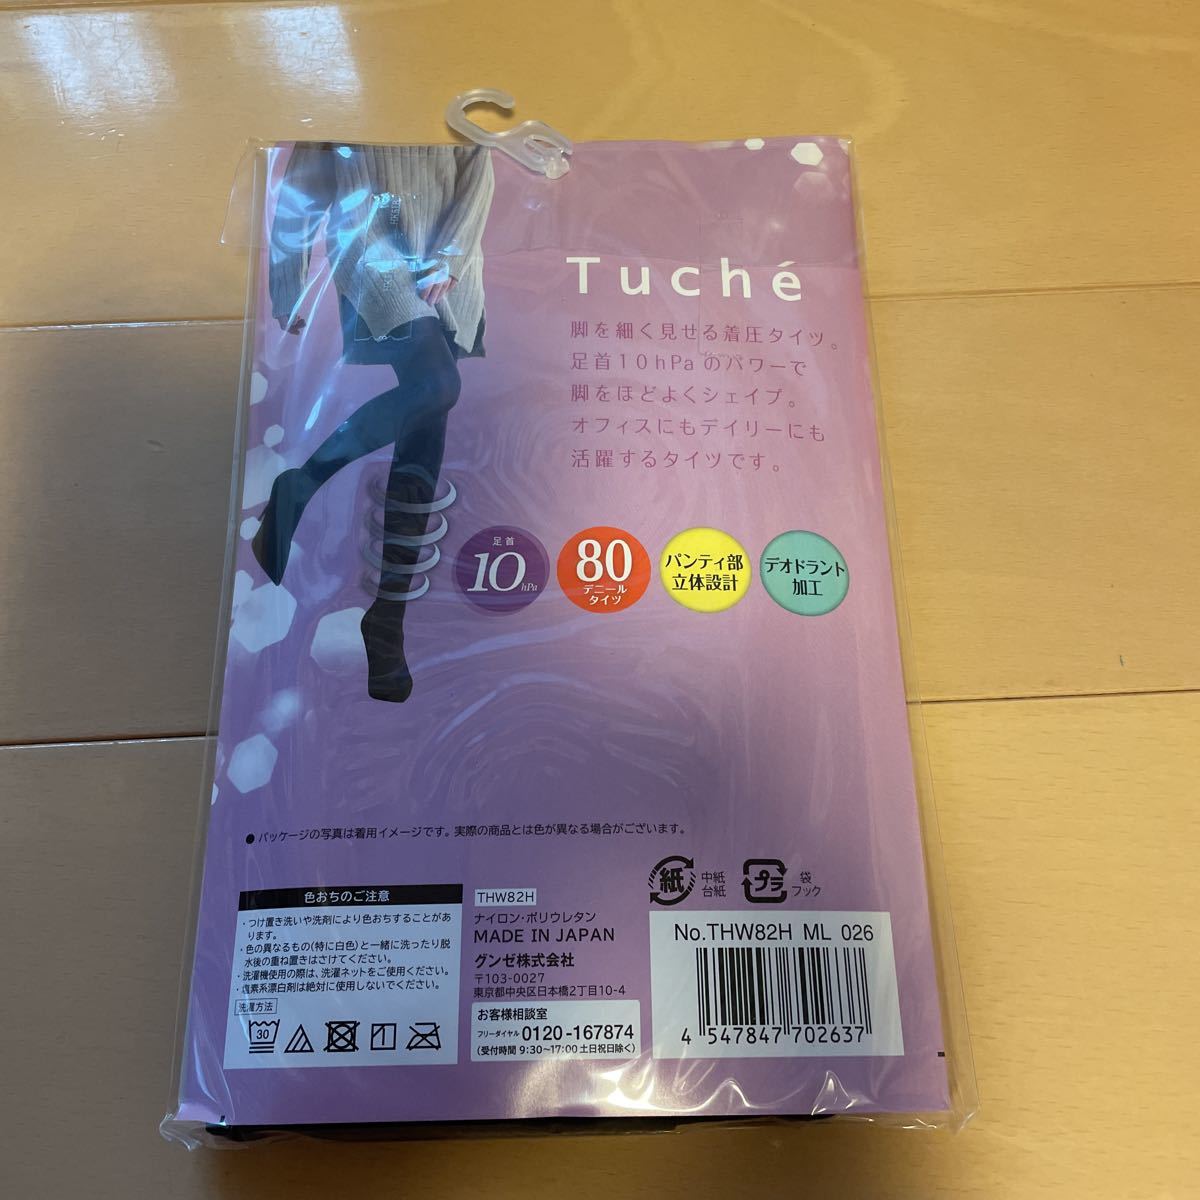 Tuché
脚を細く見せる着圧タイツ。
足首10hPaのパワーで
脚をほどよくシェイプ。
オフィスにもデイリーにも
活躍するタイツです。
足首
10hPa
80
デニール
タイツ
パンティ部
立体設計
デオドラント
加工
●パッケージの写真は着用イメージです。実際の商品とは色が異なる場合がございます。
色おちのご注意
・つけ置き洗いや洗剤により色おちすることがあ
ります。
・色の異なるもの(特に白色)と一緒に洗ったり脱
水後の重ね置きはさけてください。
・洗濯機使用の際は、洗濯ネットをご使用ください。
・塩素系漂白剤は絶対に使用しないでください。
洗濯方法
30
THW82H
ナイロン・ポリウレタン
MADE IN JAPAN
グンゼ株式会社
〒103-0027
東京都中央区日本橋2丁目10-4
お客様相談室
フリーダイヤル 0120-167874
(受付時間 9:30~17:00 土日祝日除く)
紙
中紙
台紙
プラ
袋
フック
No.THW82H ML 026
4 547847 702637